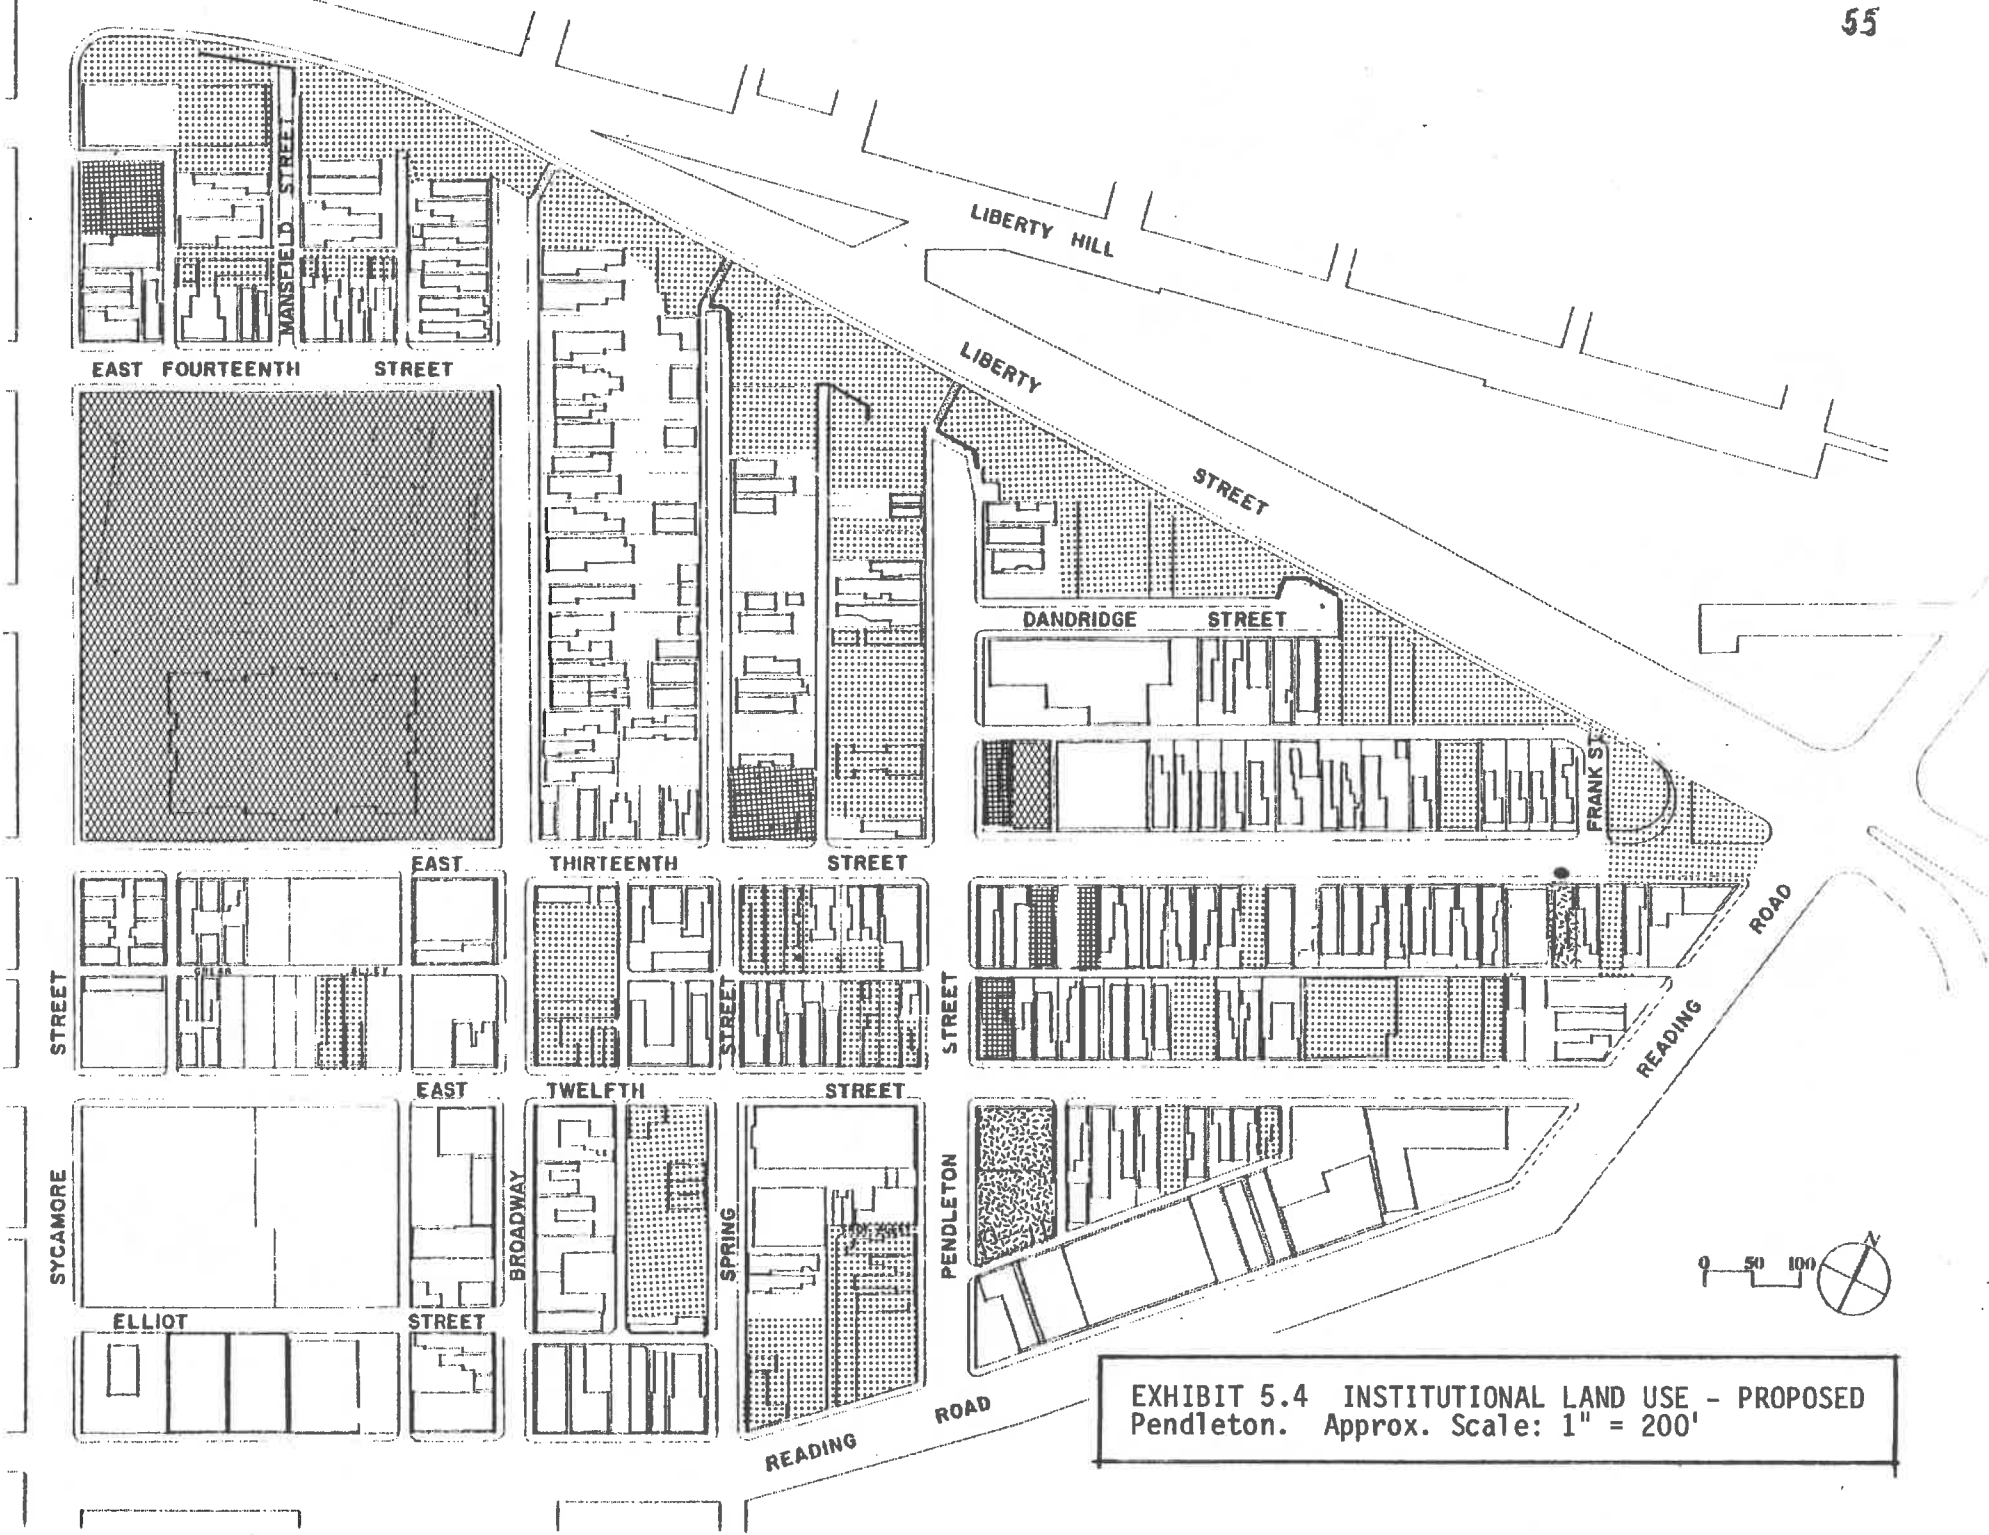 55
MANSFIELD STREET
LIBERTY HILL
EAST FOURTEENTH STREET
LIBERTY
STREET
DANDRIDGE STREET
FRANK ST
EAST THIRTEENTH STREET
ROAD
ALLEY
STREET
STREET
STREET
READING
EAST TWELFTH STREET
SYCAMORE
BROADWAY
SPRING
PENDLETON
N
0 50 100
ELLIOT STREET
EXHIBIT 5.4 INSTITUTIONAL LAND USE - PROPOSED
Pendleton. Approx. Scale: 1" = 200'
READING ROAD